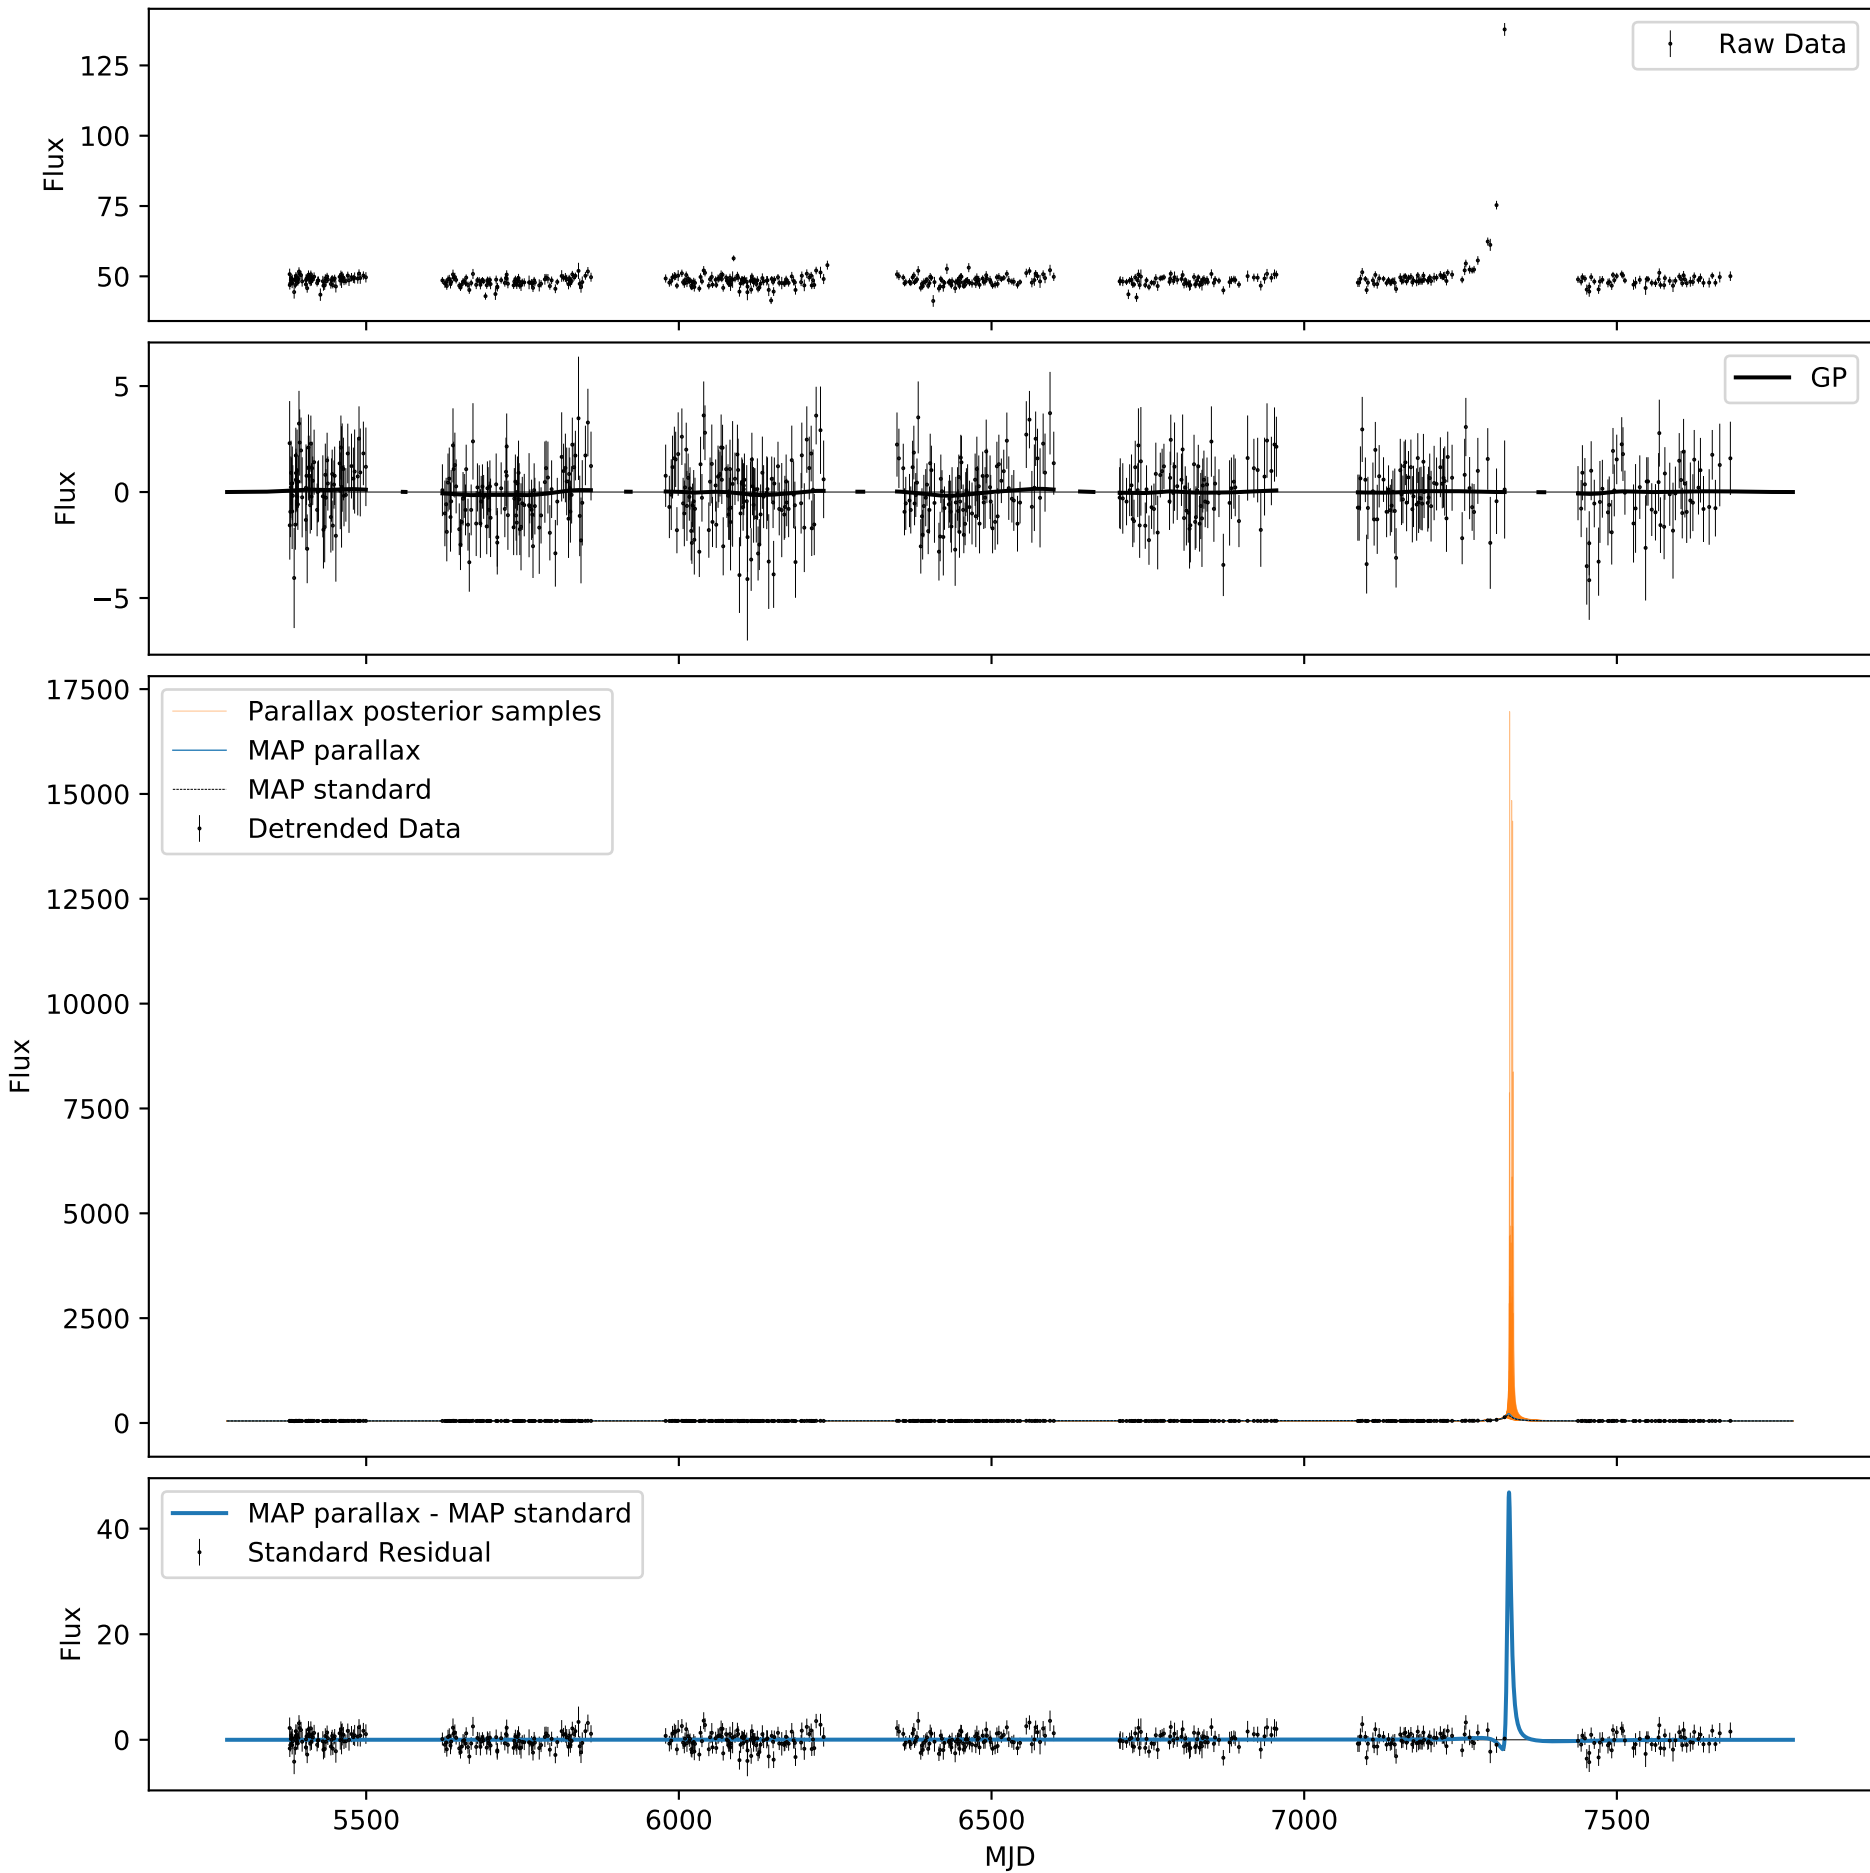 Flux
125
100
75
50
Raw Data
Flux
5
0
−5
GP
Flux
17500
15000
12500
10000
7500
5000
2500
0
Parallax posterior samples
MAP parallax
MAP standard
Detrended Data
Flux
40
20
0
MAP parallax - MAP standard
Standard Residual
5500
6000
6500
7000
7500
MJD